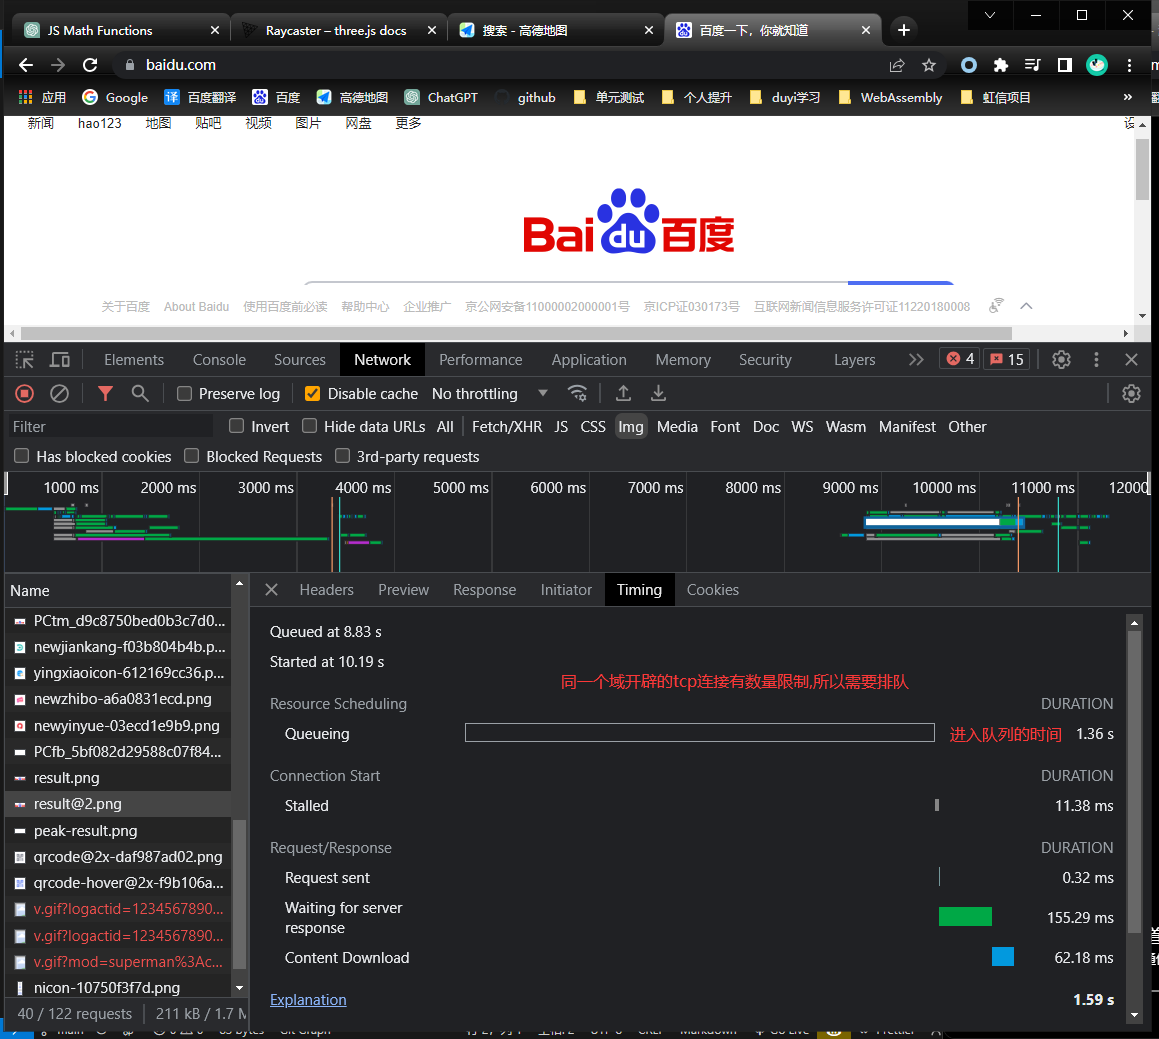 JS Math Functions
Raycaster – three.js docs
搜索 - 高德地图
百度一下，你就知道
baidu.com
应用
Google
百度翻译
百度
高德地图
ChatGPT
github
单元测试
个人提升
duyi学习
WebAssembly
虹信项目
»
新闻 hao123 地图 贴吧 视频 图片 网盘 更多
Bai du 百度
关于百度 About Baidu 使用百度前必读 帮助中心 企业推广 京公网安备11000002000001号 京ICP证030173号 互联网新闻信息服务许可证11220180008
Elements Console Sources Network Performance Application Memory Security Layers 4 15
Preserve log Disable cache No throttling
Filter Invert Hide data URLs All Fetch/XHR JS CSS Img Media Font Doc WS Wasm Manifest Other
Has blocked cookies Blocked Requests 3rd-party requests
1000 ms 2000 ms 3000 ms 4000 ms 5000 ms 6000 ms 7000 ms 8000 ms 9000 ms 10000 ms 11000 ms 12000
Name
PCtm_d9c8750bed0b3c7d0...
newjiankang-f03b804b4b.p...
yingxiaoicon-612169cc36.p...
newzhibo-a6a0831ecd.png
newyinyue-03ecd1e9b9.png
PCfb_5bf082d29588c07f84...
result.png
result@2.png
peak-result.png
qrcode@2x-daf987ad02.png
qrcode-hover@2x-f9b106a...
v.gif?logactid=1234567890...
v.gif?logactid=1234567890...
v.gif?mod=superman%3Ac...
nicon-10750f3f7d.png
40 / 122 requests 211 kB / 1.7 M
Headers Preview Response Initiator Timing Cookies
Queued at 8.83 s
Started at 10.19 s
同一个域开辟的tcp连接有数量限制,所以需要排队
Resource Scheduling DURATION
Queueing 进入队列的时间 1.36 s
Connection Start DURATION
Stalled 11.38 ms
Request/Response DURATION
Request sent 0.32 ms
Waiting for server
response 155.29 ms
Content Download 62.18 ms
Explanation 1.59 s